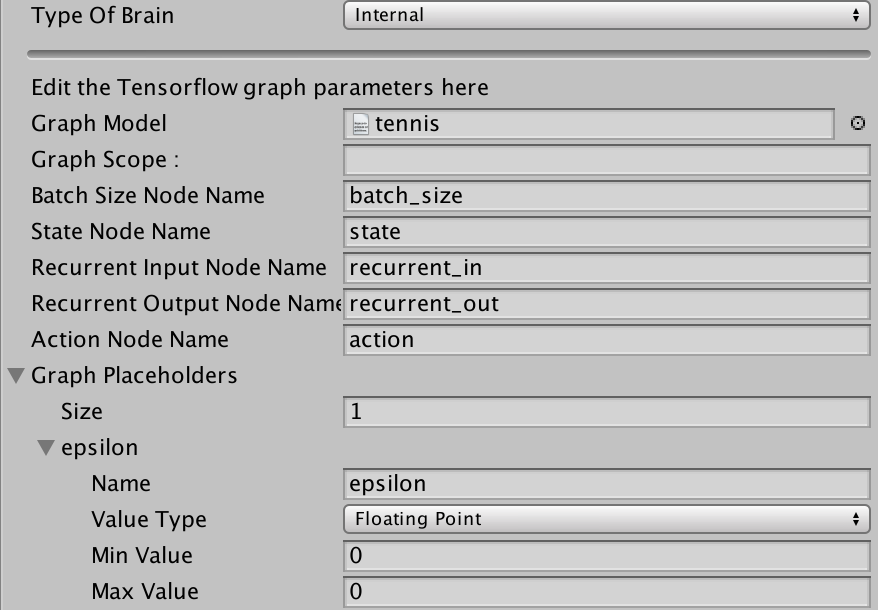 Type Of Brain Internal
Edit the Tensorflow graph parameters here
Graph Model tennis
Graph Scope :
Batch Size Node Name batch_size
State Node Name state
Recurrent Input Node Name recurrent_in
Recurrent Output Node Name recurrent_out
Action Node Name action
Graph Placeholders
Size 1
epsilon
Name epsilon
Value Type Floating Point
Min Value 0
Max Value 0